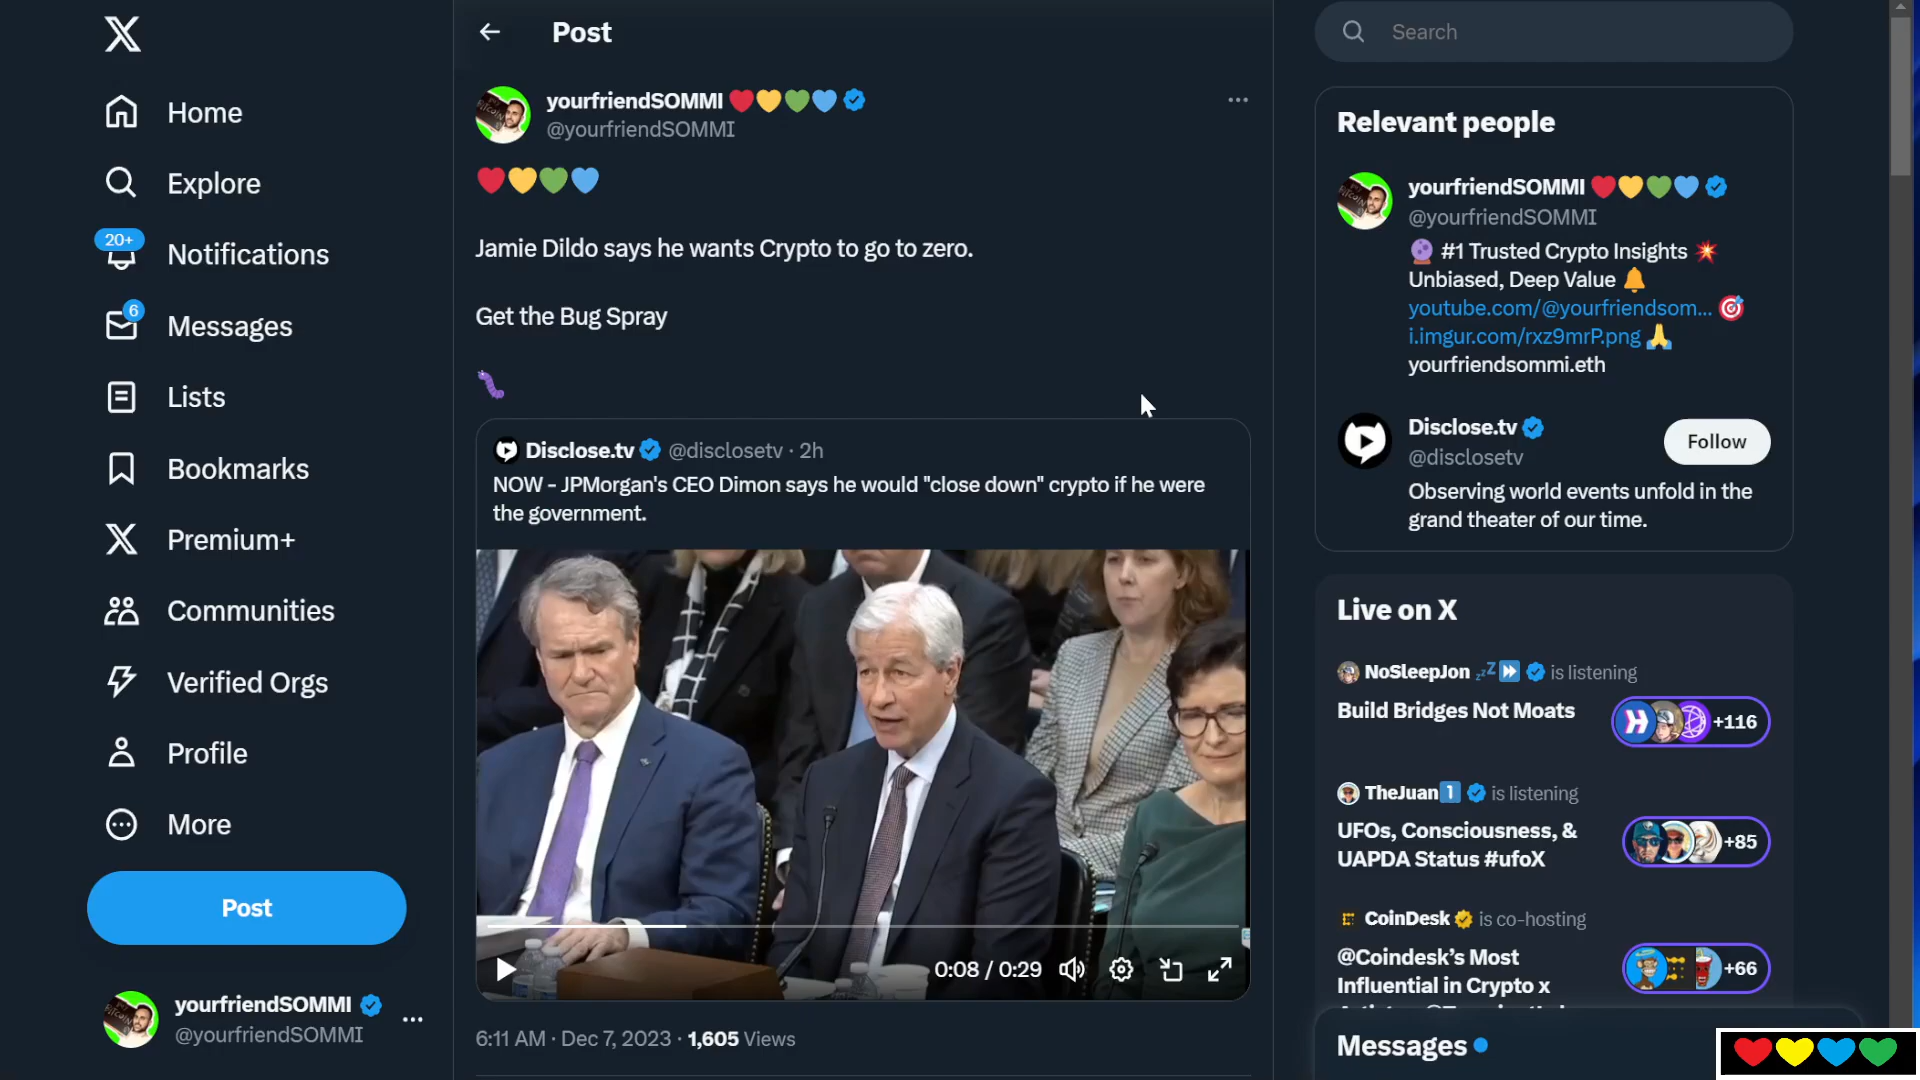 Home
Explore
20+
Notifications
6
Messages
Lists
Bookmarks
Premium+
Communities
Verified Orgs
Profile
More
Post
yourfriendSOMMI
@yourfriendSOMMI
Post
yourfriendSOMMI
@yourfriendSOMMI
Jamie Dildo says he wants Crypto to go to zero.
Get the Bug Spray
Disclose.tv @disclosetv · 2h
NOW - JPMorgan's CEO Dimon says he would "close down" crypto if he were
the government.
0:08 / 0:29
6:11 AM · Dec 7, 2023 · 1,605 Views
Search
Relevant people
yourfriendSOMMI
@yourfriendSOMMI
#1 Trusted Crypto Insights
Unbiased, Deep Value
youtube.com/@yourfriendsom...
i.imgur.com/rxz9mrP.png
yourfriendsommi.eth
Disclose.tv
@disclosetv
Follow
Observing world events unfold in the
grand theater of our time.
Live on X
NoSleepJon is listening
Build Bridges Not Moats
+116
TheJuan1 is listening
UFOs, Consciousness, &
UAPDA Status #ufoX
+85
CoinDesk is co-hosting
@Coindesk's Most
Influential in Crypto x
+66
Messages